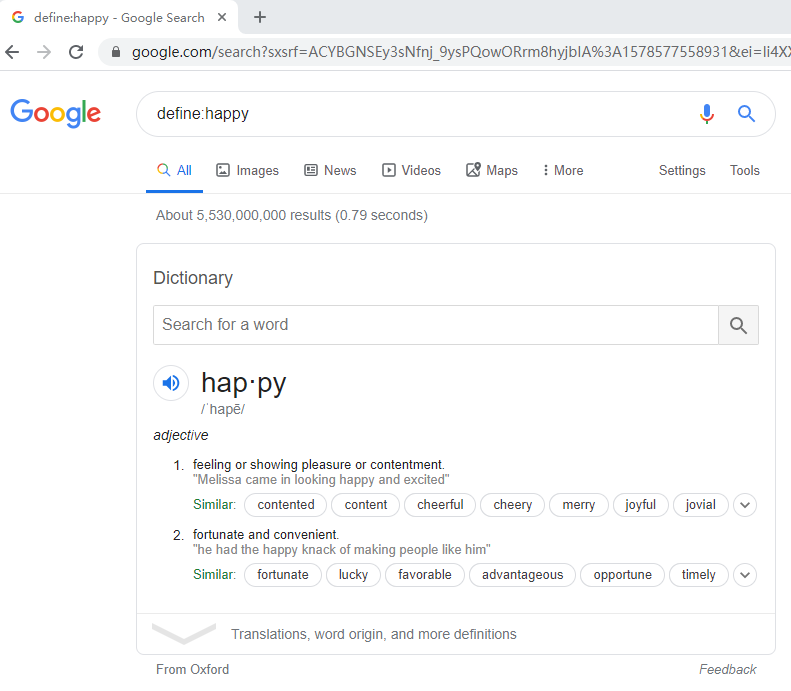 define:happy - Google Search
google.com/search?sxsrf=ACYBGNSEy3sNfnj_9ysPQowORrm8hyjbIA%3A1578577558931&ei=Ii4XX
Google
define:happy
All Images News Videos Maps More Settings Tools
About 5,530,000,000 results (0.79 seconds)
Dictionary
Search for a word
hap·py
/ˈhapē/
adjective
1. feeling or showing pleasure or contentment.
"Melissa came in looking happy and excited"
Similar: contented content cheerful cheery merry joyful jovial
2. fortunate and convenient.
"he had the happy knack of making people like him"
Similar: fortunate lucky favorable advantageous opportune timely
Translations, word origin, and more definitions
From Oxford Feedback